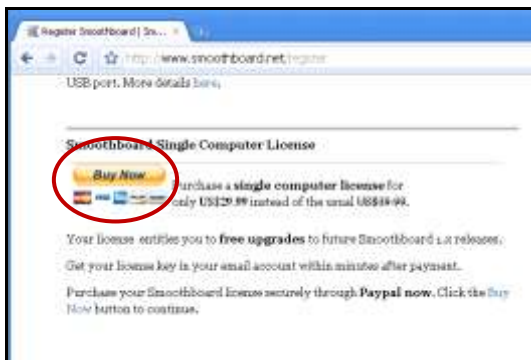 Register Smoothboard | Sm...
http://www.smoothboard.net/register
USB port. More details here.
Smoothboard Single Computer License
Buy Now
Purchase a single computer license for
only US$29.99 instead of the usual
Your license entitles you to free upgrades to future Smoothboard 1.x releases.
Get your license key in your email account within minutes after payment.
Purchase your Smoothboard license securely through Paypal now. Click the Buy
Now button to continue.